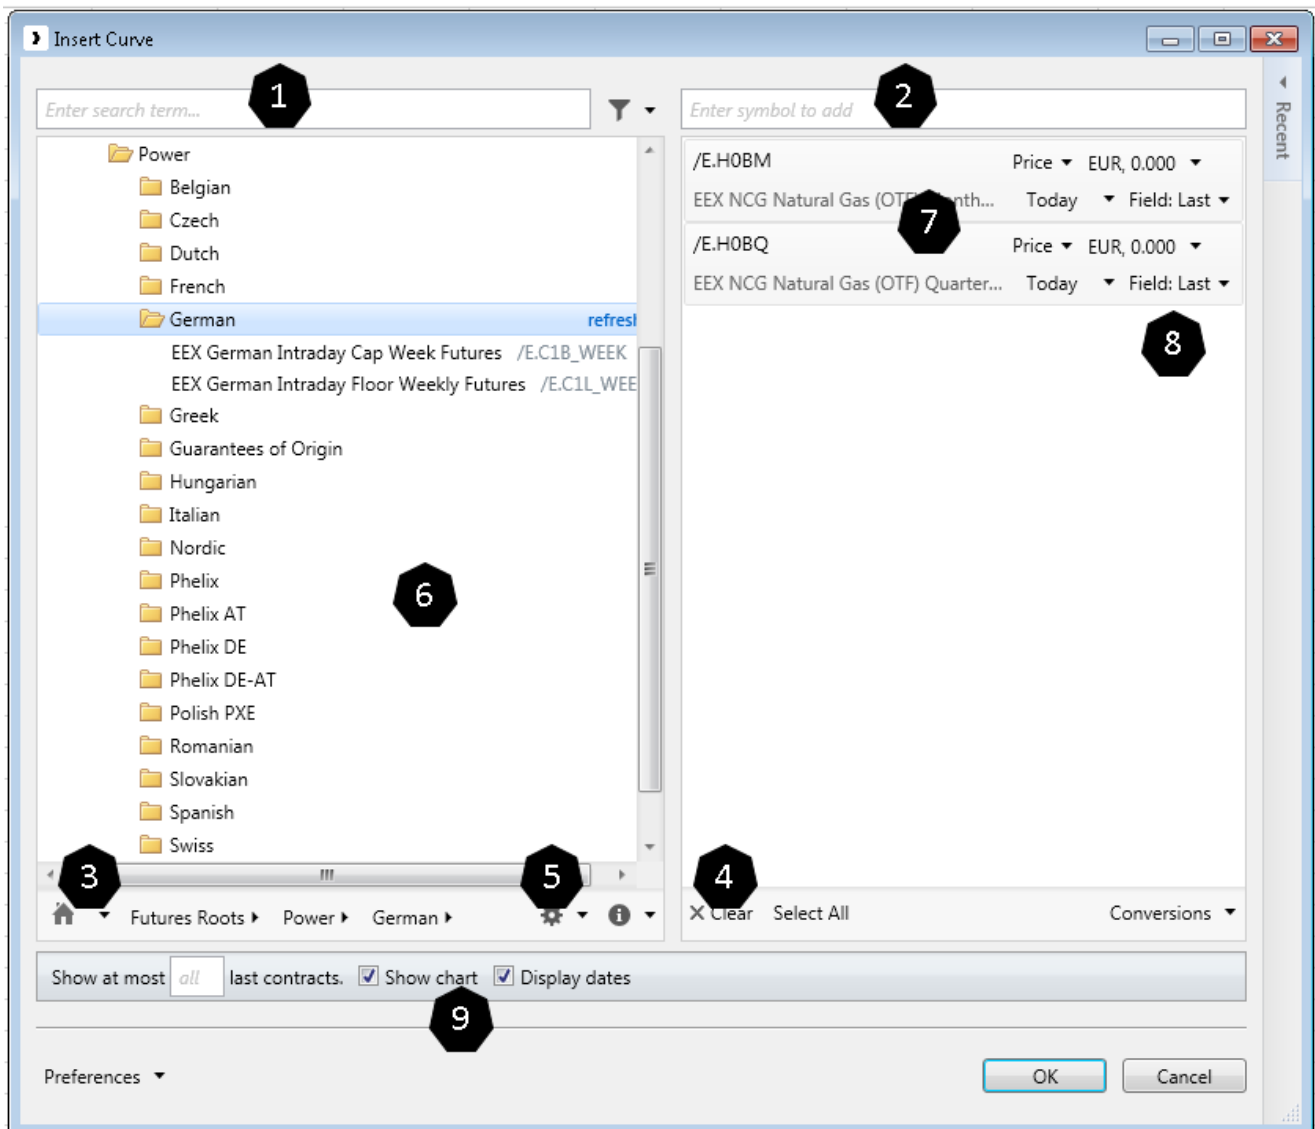 Insert Curve
1
2
Enter search term...
Enter symbol to add
Recent
Power
Belgian
Czech
Dutch
French
German refresh
EEX German Intraday Cap Week Futures /E.C1B_WEEK
EEX German Intraday Floor Weekly Futures /E.C1L_WEE
Greek
Guarantees of Origin
Hungarian
Italian
Nordic
Phelix
6
Phelix AT
Phelix DE
Phelix DE-AT
Polish PXE
Romanian
Slovakian
Spanish
Swiss
3
5
Futures Roots Power German
/E.H0BM Price EUR, 0.000
EEX NCG Natural Gas (OTF) Month... Today Field: Last
7
/E.H0BQ Price EUR, 0.000
EEX NCG Natural Gas (OTF) Quarter... Today Field: Last
8
4
Clear Select All Conversions
Show at most all last contracts. Show chart Display dates
9
Preferences OK Cancel